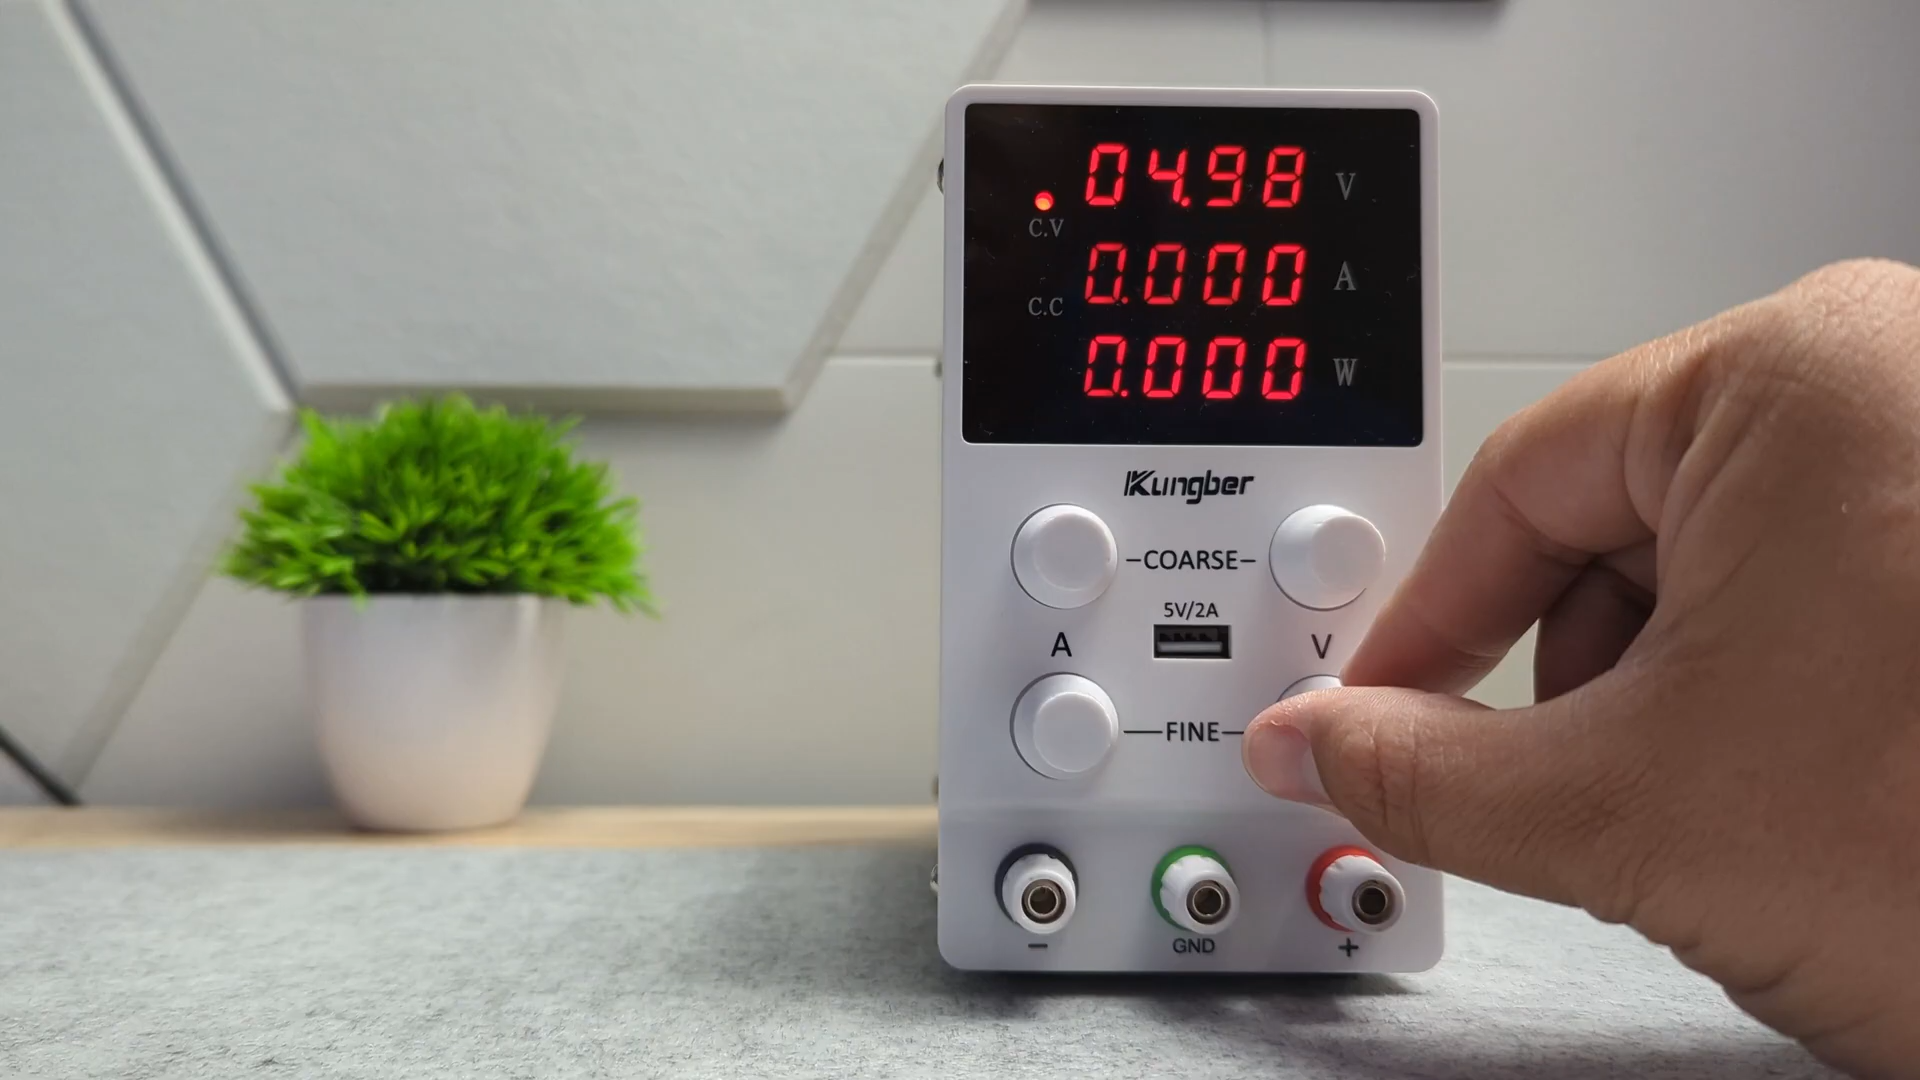 04.98 V
C.V
0.000 A
C.C
0.000 W
Kungber
COARSE
5V/2A
A V
FINE
- GND +